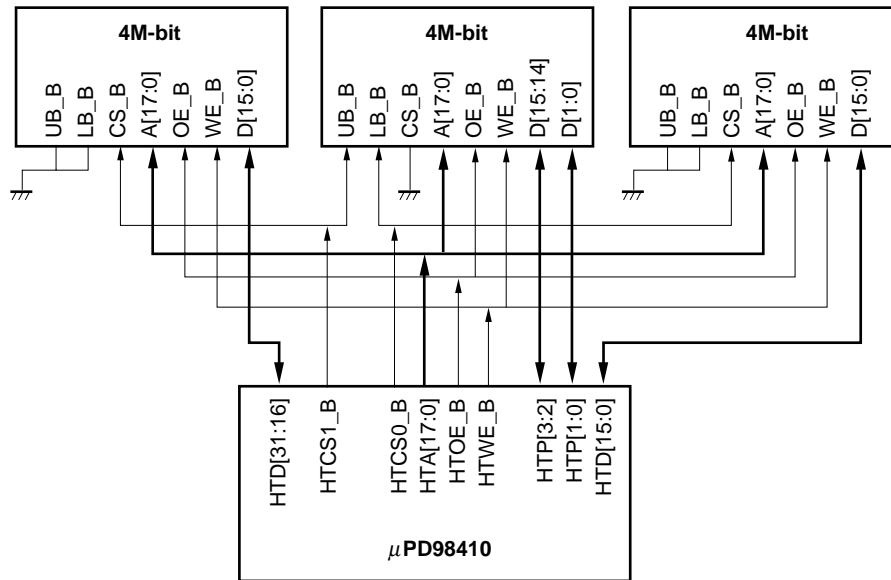 4M-bit
UB_B
LB_B
CS_B
A[17:0]
OE_B
WE_B
D[15:0]
4M-bit
UB_B
LB_B
CS_B
A[17:0]
OE_B
WE_B
D[15:14]
D[1:0]
4M-bit
UB_B
LB_B
CS_B
A[17:0]
OE_B
WE_B
D[15:0]
HTD[31:16]
HTCS1_B
HTCS0_B
HTA[17:0]
HTOE_B
HTWE_B
HTP[3:2]
HTP[1:0]
HTD[15:0]
μPD98410